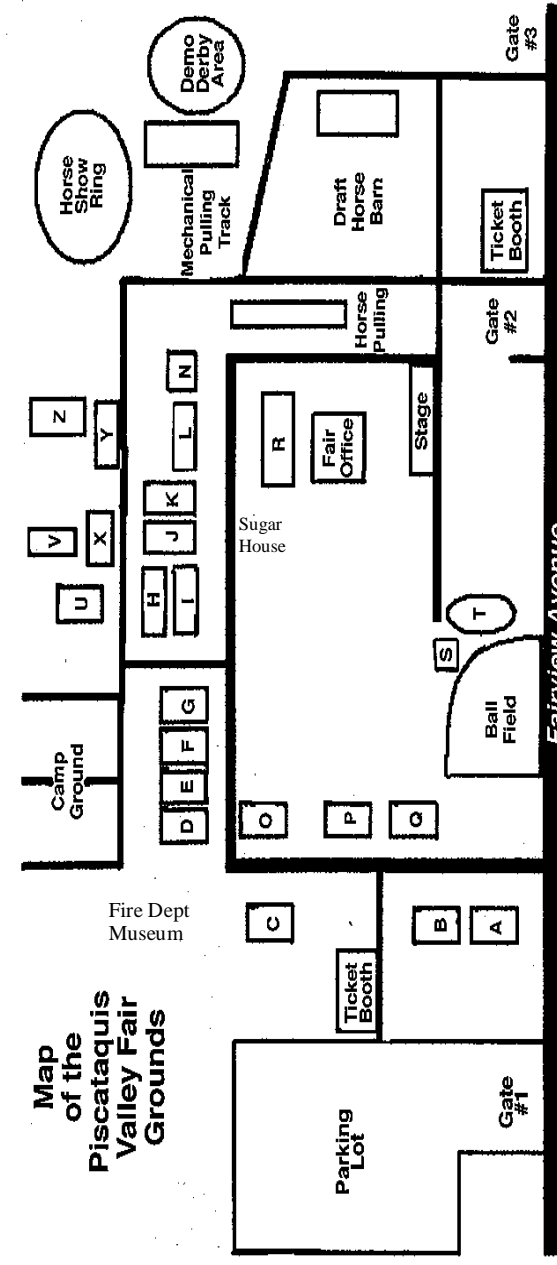 Map
of the
Piscataquis
Valley Fair
Grounds
Fire Dept
Museum
Camp
Ground
Horse
Show
Ring
Demo
Derby
Area
Mechanical
Pulling
Track
U
V
X
Y
Z
D
E
F
G
H
I
J
K
L
N
Sugar
House
Parking
Lot
Ticket
Booth
C
O
P
Q
R
Fair
Office
Stage
Horse
Pulling
Draft
Horse
Barn
B
A
S
T
Ball
Field
Ticket
Booth
Gate
#1
Gate
#2
Gate
#3
Fairview Avenue